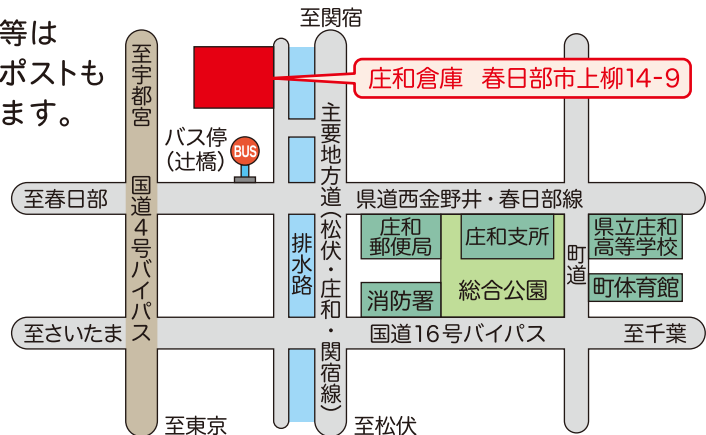 等は
ポストも
ます。
至関宿
至宇都宮
庄和倉庫 春日部市上柳14-9
バス停
(辻橋)
BUS
主要地方道(松伏・庄和・関宿線)
至春日部
国道4号バイパス
県道西金野井・春日部線
排水路
庄和
郵便局
庄和支所
町道
県立庄和
高等学校
消防署
総合公園
町体育館
至さいたま
国道16号バイパス
至千葉
至東京
至松伏